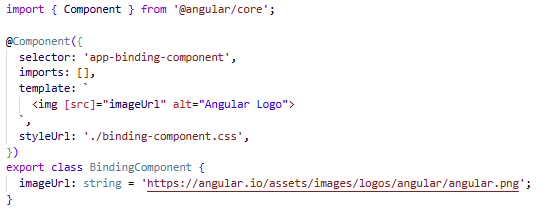 import { Component } from '@angular/core';
@Component({
selector: 'app-binding-component',
imports: [],
template: `
<img [src]="imageUrl" alt="Angular Logo">
`,
styleUrl: './binding-component.css',
})
export class BindingComponent {
imageUrl: string = 'https://angular.io/assets/images/logos/angular/angular.png';
}